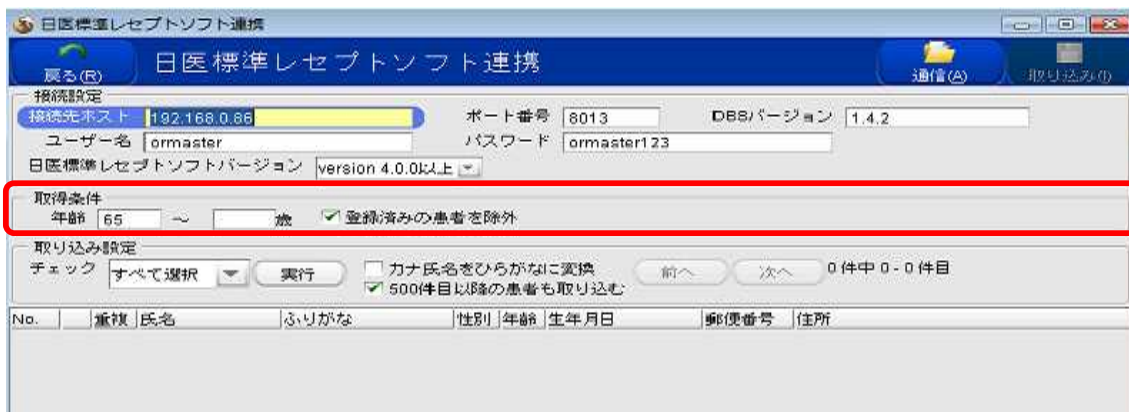 日医標準レセプトソフト連携
戻る(R) 日医標準レセプトソフト連携 通信(A) 取り込み(I)
接続設定
接続先ホスト 192.168.0.86 ポート番号 8013 DBSバージョン 1.4.2
ユーザー名 ormaster パスワード ormaster123
日医標準レセプトソフトバージョン version 4.0.0以上
取得条件
年齢 65 ～ 歳 登録済みの患者を除外
取り込み設定
チェック すべて選択 実行 カナ氏名をひらがなに変換 前へ 次へ 0件中 0 - 0 件目
500件目以降の患者も取り込む
No. 重複 氏名 ふりがな 性別 年齢 生年月日 郵便番号 住所